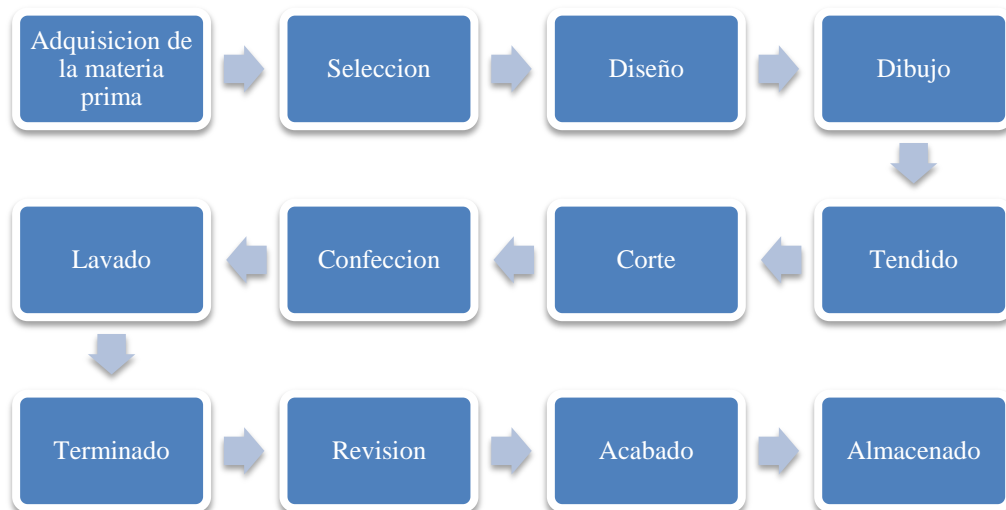 Adquisicion de
la materia
prima
Seleccion
Diseño
Dibujo
Tendido
Corte
Confeccion
Lavado
Terminado
Revision
Acabado
Almacenado